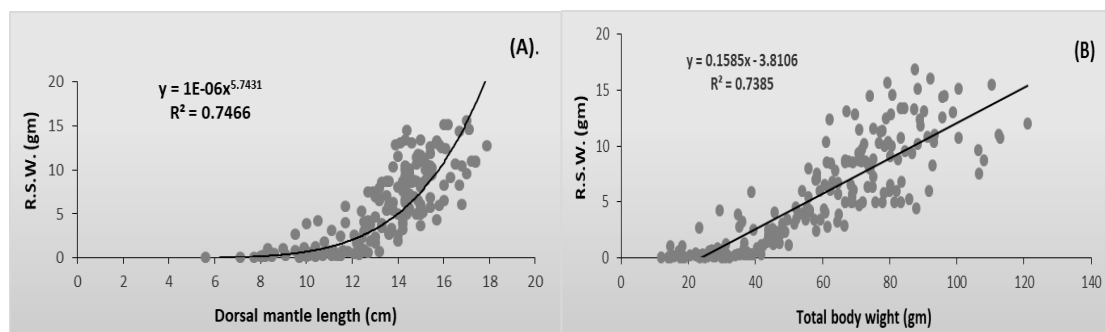 (A).
y = 1E-06x^5.7431
R² = 0.7466
R.S.W. (gm)
20
15
10
5
0
0 2 4 6 8 10 12 14 16 18 20
Dorsal mantle length (cm)
(B)
y = 0.1585x - 3.8106
R² = 0.7385
R.S.W. (gm)
20
15
10
5
0
0 20 40 60 80 100 120 140
Total body wight (gm)